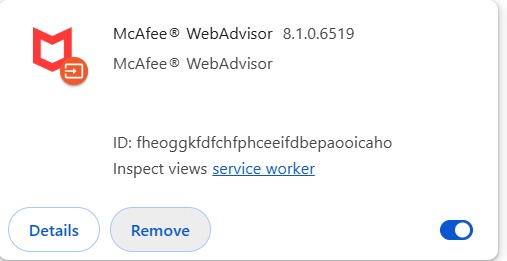 McAfee® WebAdvisor 8.1.0.6519
McAfee® WebAdvisor
ID: fheoggkfdfchfphceeifdbepaooicaho
Inspect views service worker
Details Remove